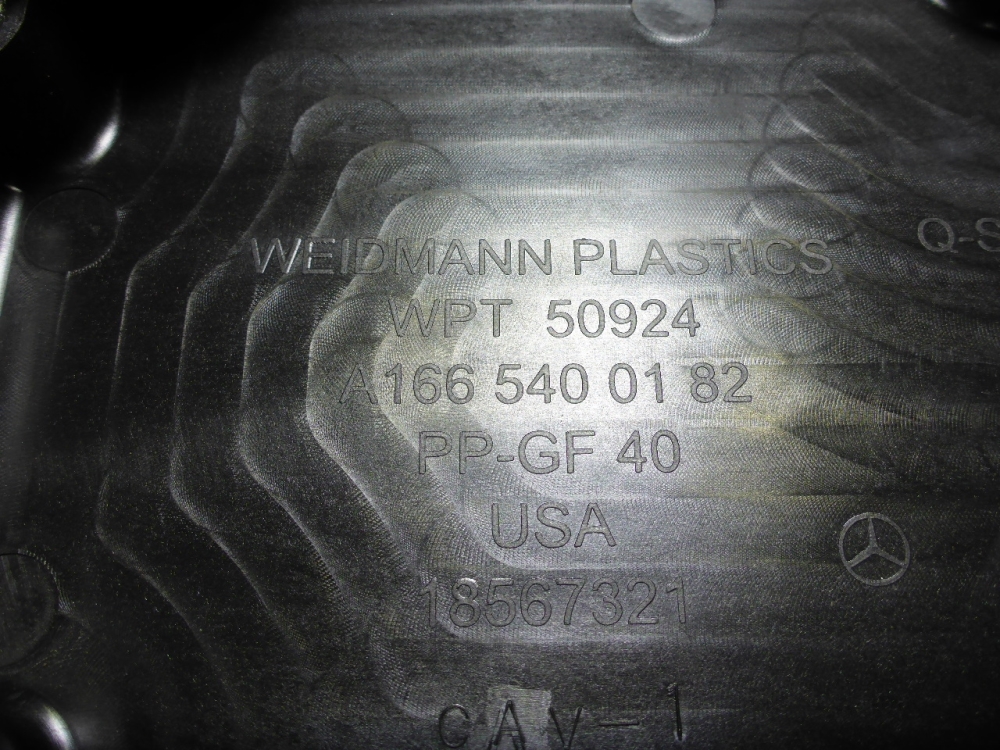 WEIDMANN PLASTICS
WPT 50924
A166 540 01 82
PP-GF 40
USA
18567321
CAV-1
Q-S